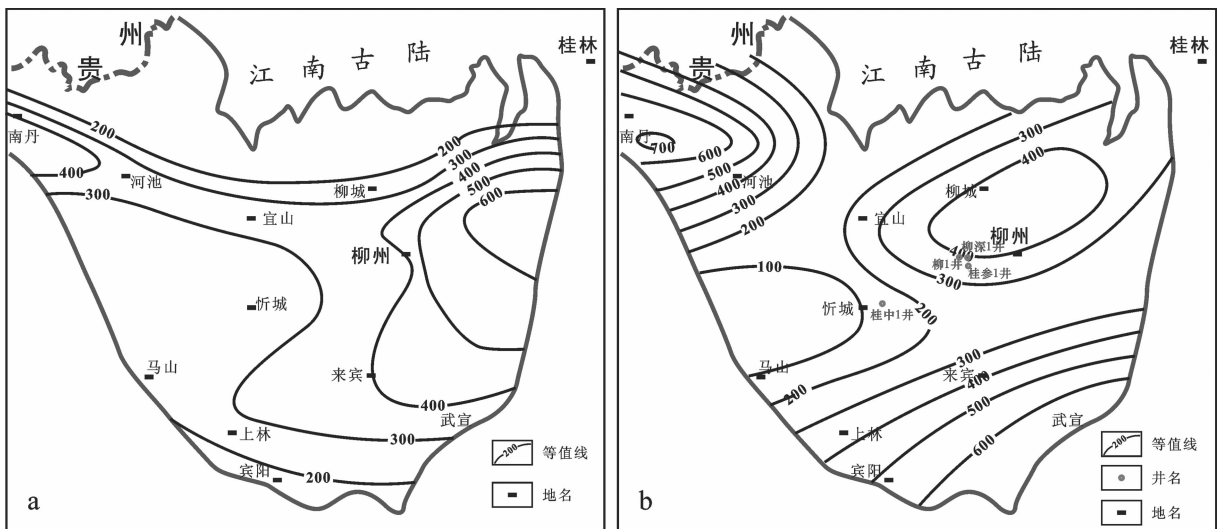 贵州
江南古陆
桂林
南丹
200
400
河池
300
宜山
柳城
200
300
400
500
600
柳州
忻城
马山
来宾
400
武宣
上林
300
宾阳
200
200 等值线
地名
a
贵州
江南古陆
桂林
南丹
700
600
500
400
河池
300
200
300
400
柳城
宜山
柳州
柳深1井
400
柳1井
桂参1井
300
100
忻城
桂中1井
200
马山
200
300
来宾
400
500
武宣
600
上林
宾阳
200 等值线
井名
地名
b